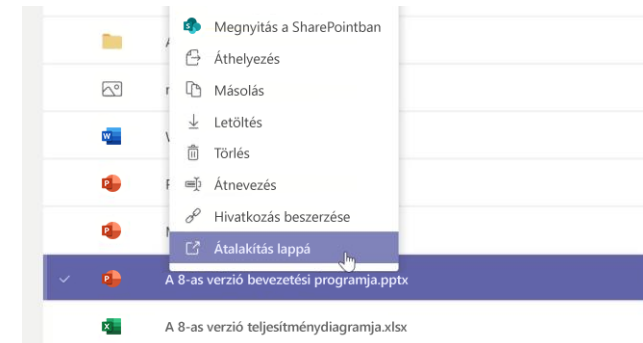 Megnyitás a SharePointban
Áthelyezés
Másolás
Letöltés
Törlés
Átnevezés
Hivatkozás beszerzése
Átalakítás lappá
A 8-as verzió bevezetési programja.pptx
A 8-as verzió teljesítménydiagramja.xlsx